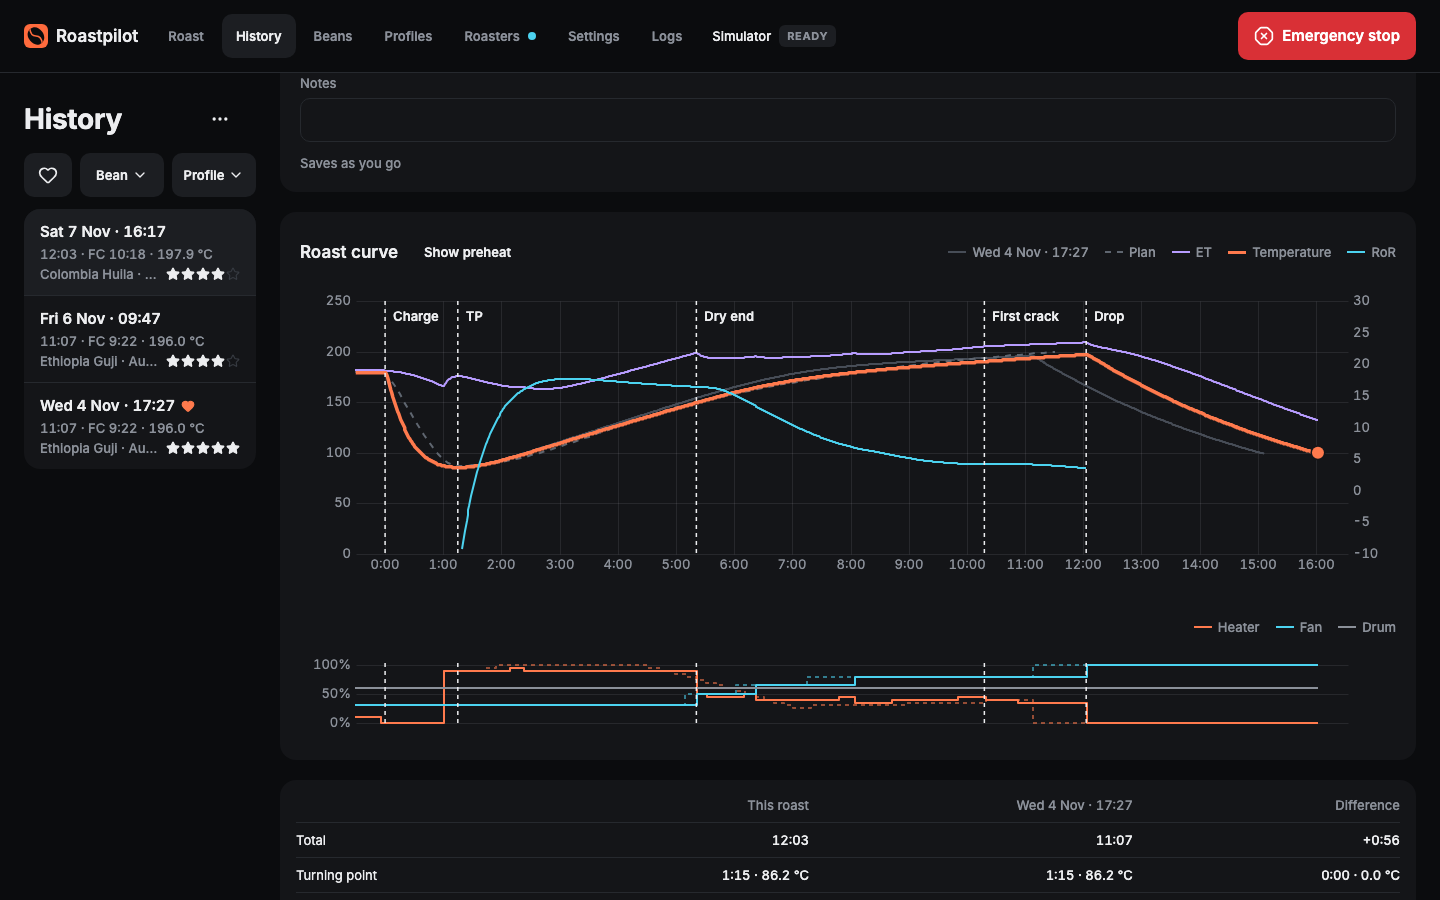 Roastpilot Roast History Beans Profiles Roasters Settings Logs Simulator READY Emergency stop
History
Bean Profile
Sat 7 Nov · 16:17
12:03 · FC 10:18 · 197.9 °C
Colombia Huila · ...
Fri 6 Nov · 09:47
11:07 · FC 9:22 · 196.0 °C
Ethiopia Guji · Au...
Wed 4 Nov · 17:27
11:07 · FC 9:22 · 196.0 °C
Ethiopia Guji · Au...
Notes
Saves as you go
Roast curve Show preheat Wed 4 Nov · 17:27 Plan ET Temperature RoR
250 30
Charge TP Dry end First crack Drop
25
200 20
150 15
10
100 5
0
50 -5
0 -10
0:00 1:00 2:00 3:00 4:00 5:00 6:00 7:00 8:00 9:00 10:00 11:00 12:00 13:00 14:00 15:00 16:00
Heater Fan Drum
100%
50%
0%
This roast Wed 4 Nov · 17:27 Difference
Total 12:03 11:07 +0:56
Turning point 1:15 · 86.2 °C 1:15 · 86.2 °C 0:00 · 0.0 °C